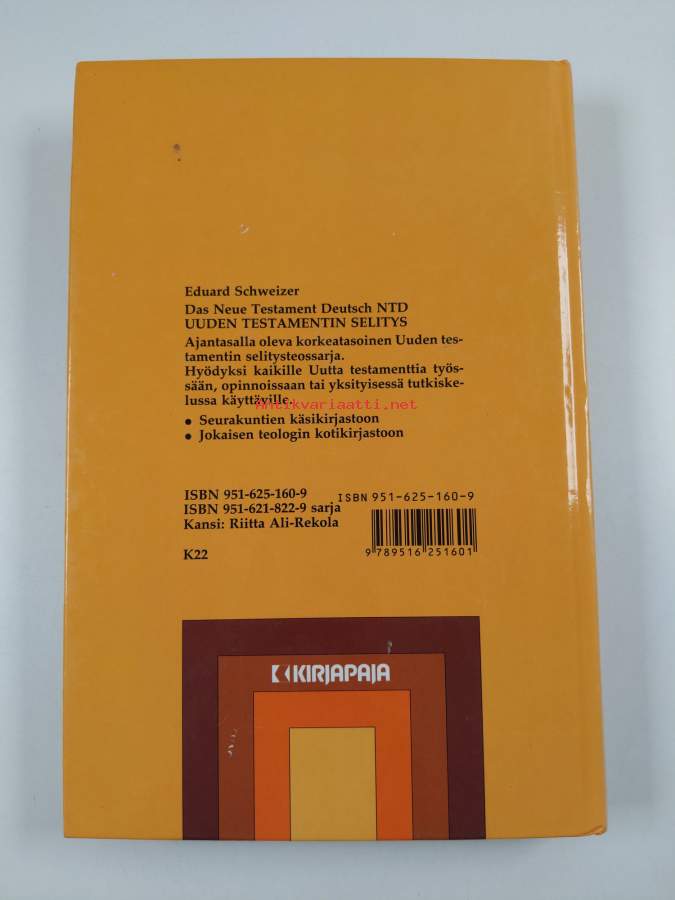 Eduard Schweizer
Das Neue Testament Deutsch NTD
UUDEN TESTAMENTIN SELITYS
Ajantasalla oleva korkeatasoinen Uuden tes-
tamentin selitysteossarja.
Hyödyksi kaikille Uutta testamenttia työs-
sään, opinnoissaan tai yksityisessä tutkiske-
lussa käyttäville.
Antikvariaatti.net
• Seurakuntien käsikirjastoon
• Jokaisen teologin kotikirjastoon
ISBN 951-625-160-9
ISBN 951-621-822-9 sarja
Kansi: Riitta Ali-Rekola
K22
ISBN 951-625-160-9
9 789516 251601
KIRJAPAJA